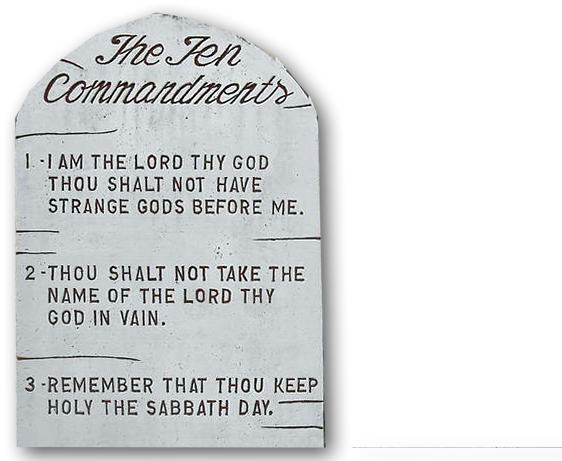 The Ten
Commandments
1-I AM THE LORD THY GOD
THOU SHALT NOT HAVE
STRANGE GODS BEFORE ME.
2-THOU SHALT NOT TAKE THE
NAME OF THE LORD THY
GOD IN VAIN.
3-REMEMBER THAT THOU KEEP
HOLY THE SABBATH DAY.